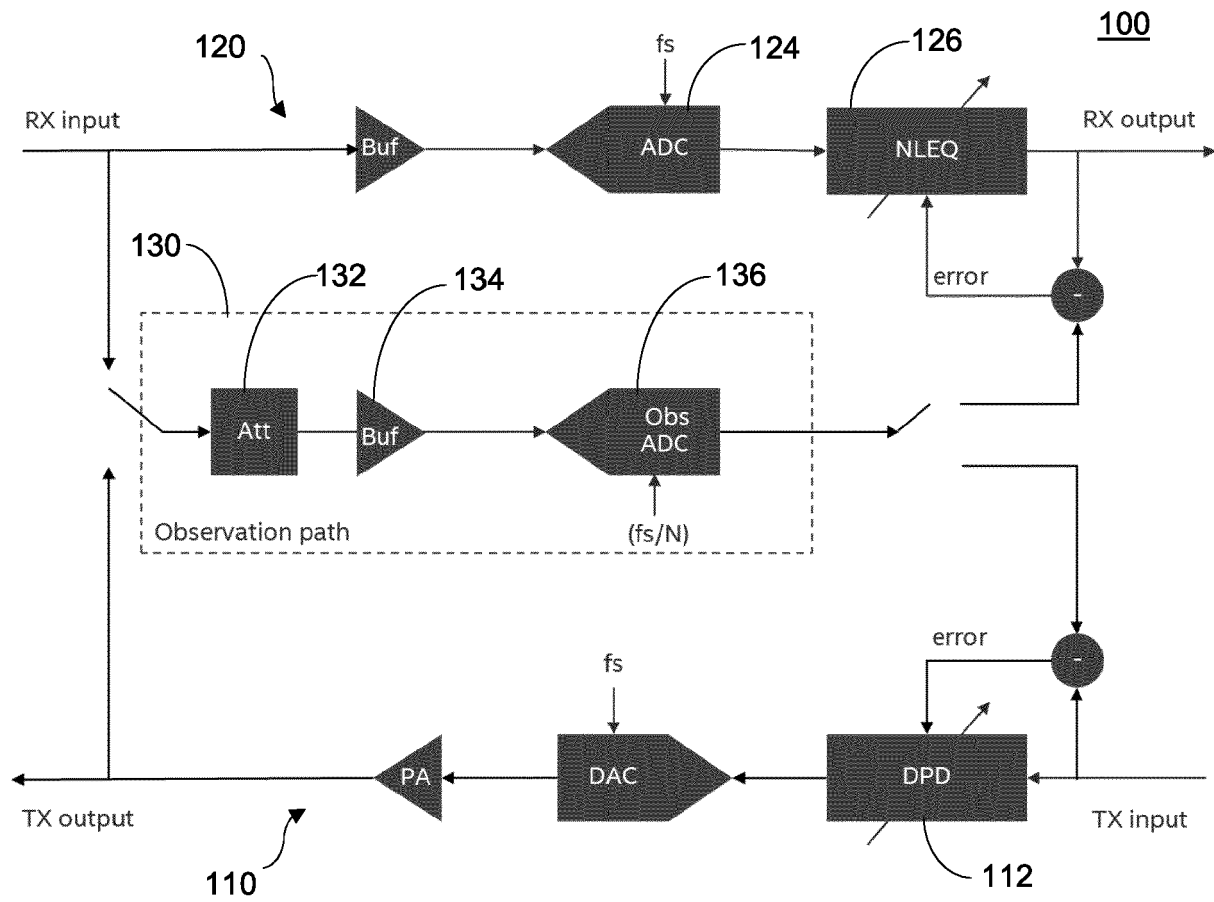 100
120
fs
124
126
RX input
Buf
ADC
NLEQ
RX output
130
132
134
136
error
-
Att
Buf
Obs
ADC
Observation path
(fs/N)
error
-
fs
PA
DAC
DPD
TX output
TX input
110
112